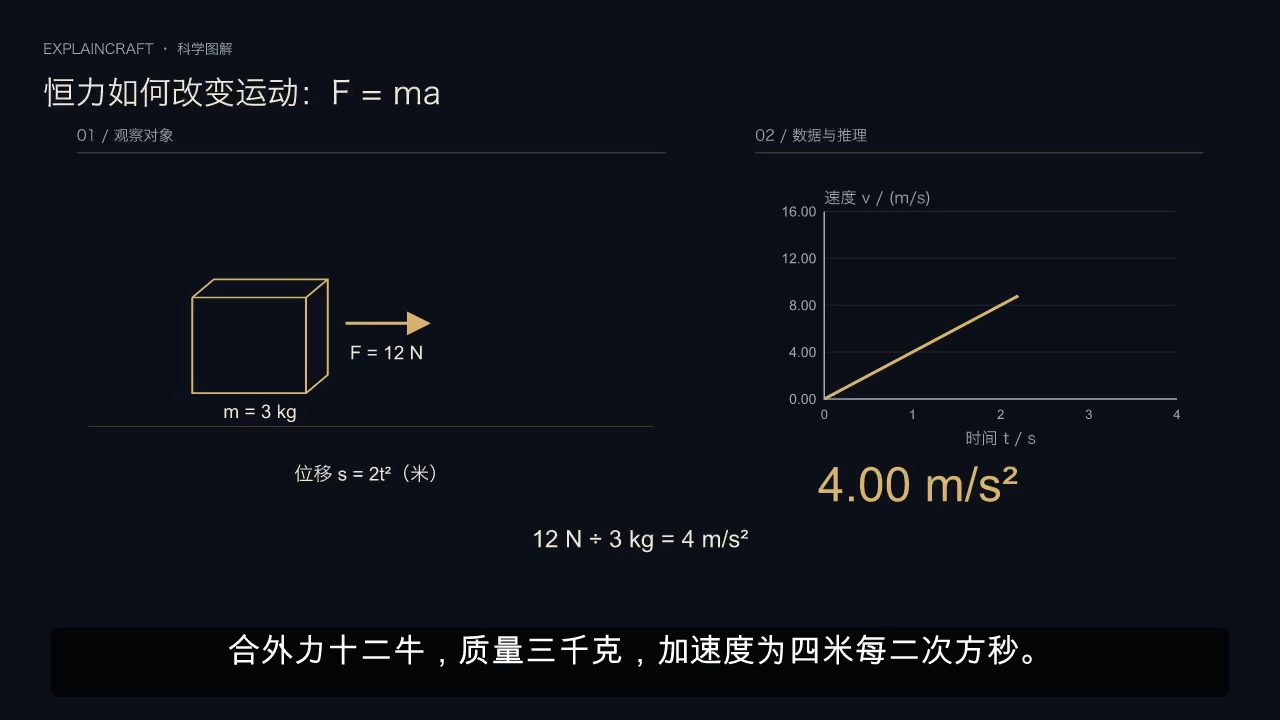 EXPLAINCRAFT · 科学图解
恒力如何改变运动：F = ma
01 / 观察对象
F = 12 N
m = 3 kg
位移 s = 2t²（米）
02 / 数据与推理
速度 v / (m/s)
16.00
12.00
8.00
4.00
0.00
0 1 2 3 4
时间 t / s
4.00 m/s²
12 N ÷ 3 kg = 4 m/s²
合外力十二牛，质量三千克，加速度为四米每二次方秒。